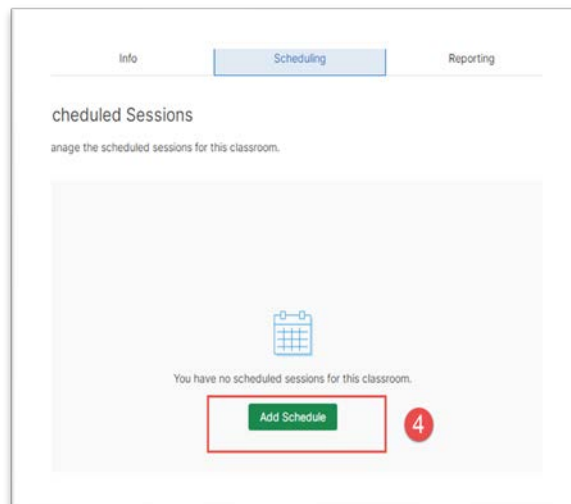 Info Scheduling Reporting
cheduled Sessions
anage the scheduled sessions for this classroom.
You have no scheduled sessions for this classroom.
Add Schedule
4